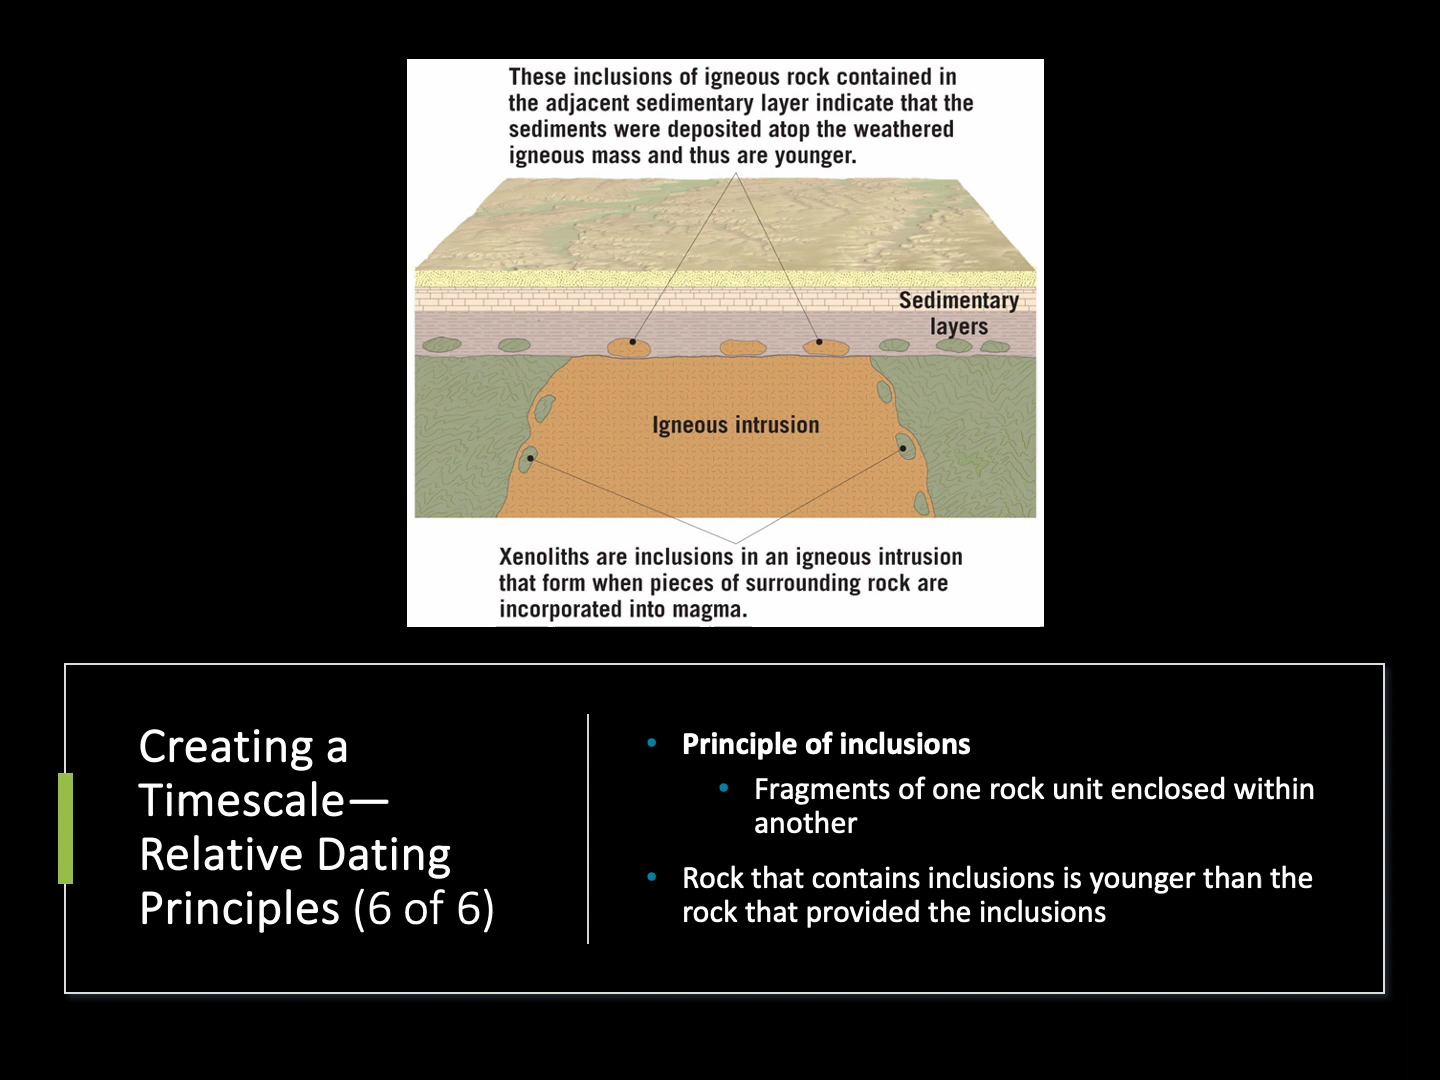 These inclusions of igneous rock contained in
the adjacent sedimentary layer indicate that the
sediments were deposited atop the weathered
igneous mass and thus are younger.
Sedimentary
layers
Igneous intrusion
Xenoliths are inclusions in an igneous intrusion
that form when pieces of surrounding rock are
incorporated into magma.
Creating a
Timescale—
Relative Dating
Principles (6 of 6)
• Principle of inclusions
• Fragments of one rock unit enclosed within
another
• Rock that contains inclusions is younger than the
rock that provided the inclusions